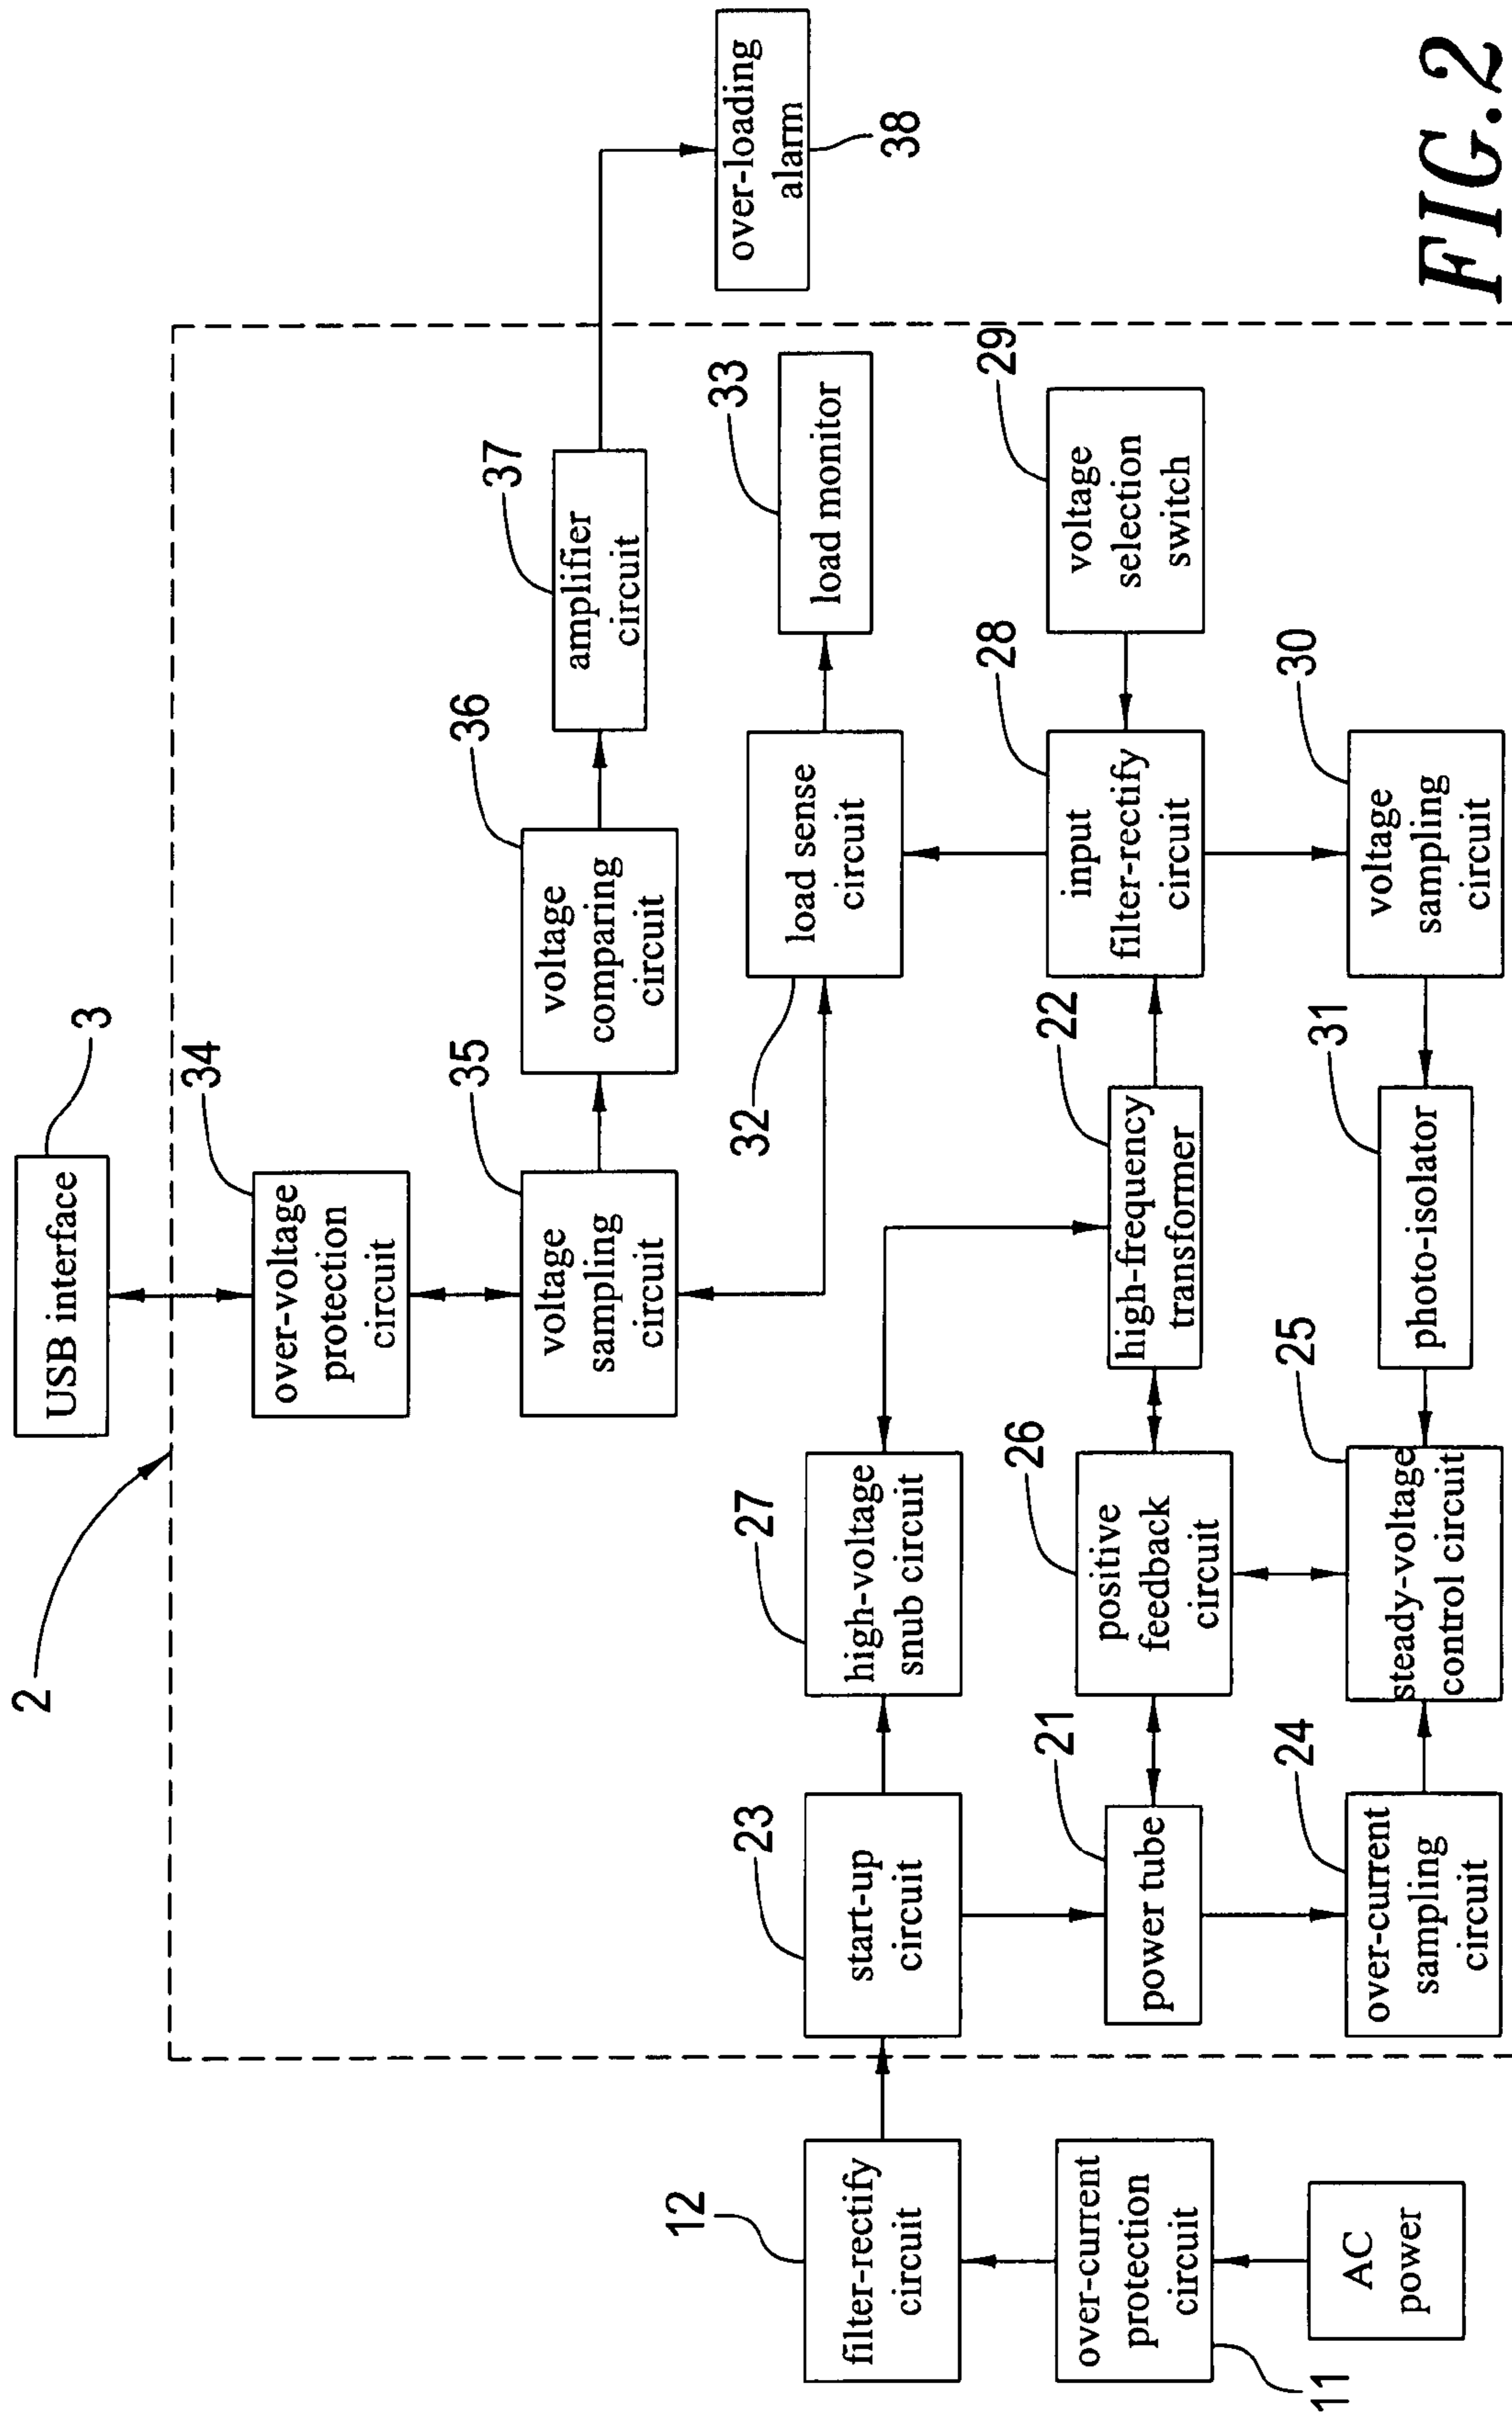 2
USB interface
3
over-voltage
protection
circuit
34
voltage
sampling
circuit
35
voltage
comparing
circuit
36
amplifier
circuit
37
over-loading
alarm
38
filter-rectify
circuit
12
start-up
circuit
23
high-voltage
snub circuit
27
load sense
circuit
32
load monitor
33
over-current
protection
circuit
11
power tube
21
positive
feedback
circuit
26
high-frequency
transformer
22
input
filter-rectify
circuit
28
voltage
selection
switch
29
AC
power
over-current
sampling
circuit
24
steady-voltage
control circuit
25
photo-isolator
31
voltage
sampling
circuit
30
FIG.2